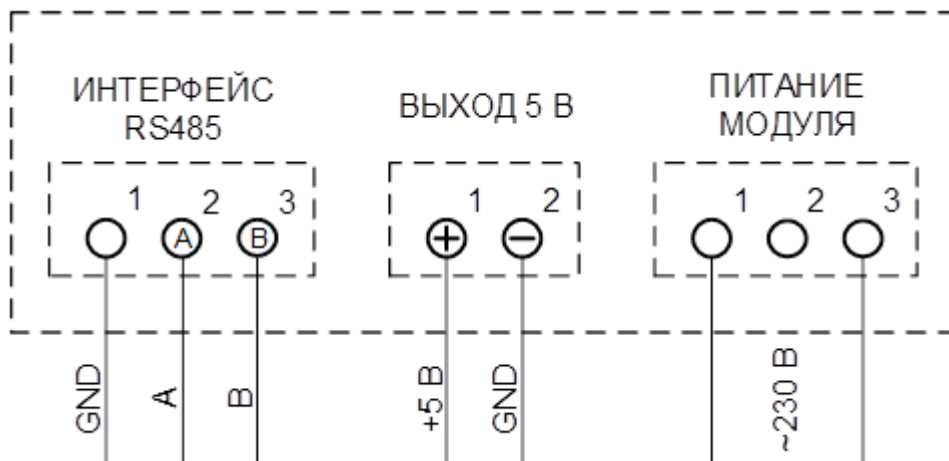 ИНТЕРФЕЙС
RS485
ВЫХОД 5 В
ПИТАНИЕ
МОДУЛЯ
1 2 3
A B
1 2
+ −
1 2 3
GND
A
B
+5 В
GND
~230 В